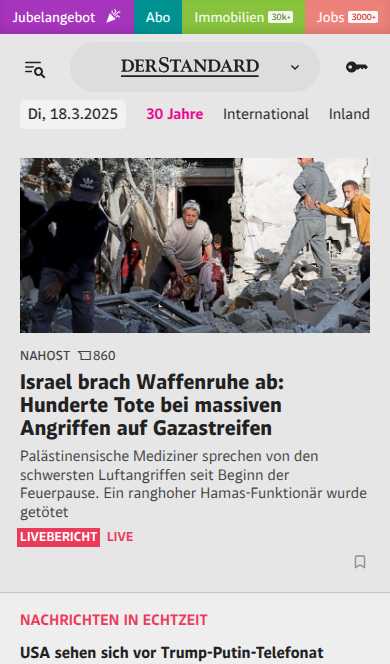 Jubelangebot Abo Immobilien 30k+ Jobs 3000+
DERSTANDARD
Di, 18.3.2025 30 Jahre International Inland
NAHOST 860
Israel brach Waffenruhe ab:
Hunderte Tote bei massiven
Angriffen auf Gazastreifen
Palästinensische Mediziner sprechen von den
schwersten Luftangriffen seit Beginn der
Feuerpause. Ein ranghoher Hamas-Funktionär wurde
getötet
LIVEBERICHT LIVE
NACHRICHTEN IN ECHTZEIT
USA sehen sich vor Trump-Putin-Telefonat